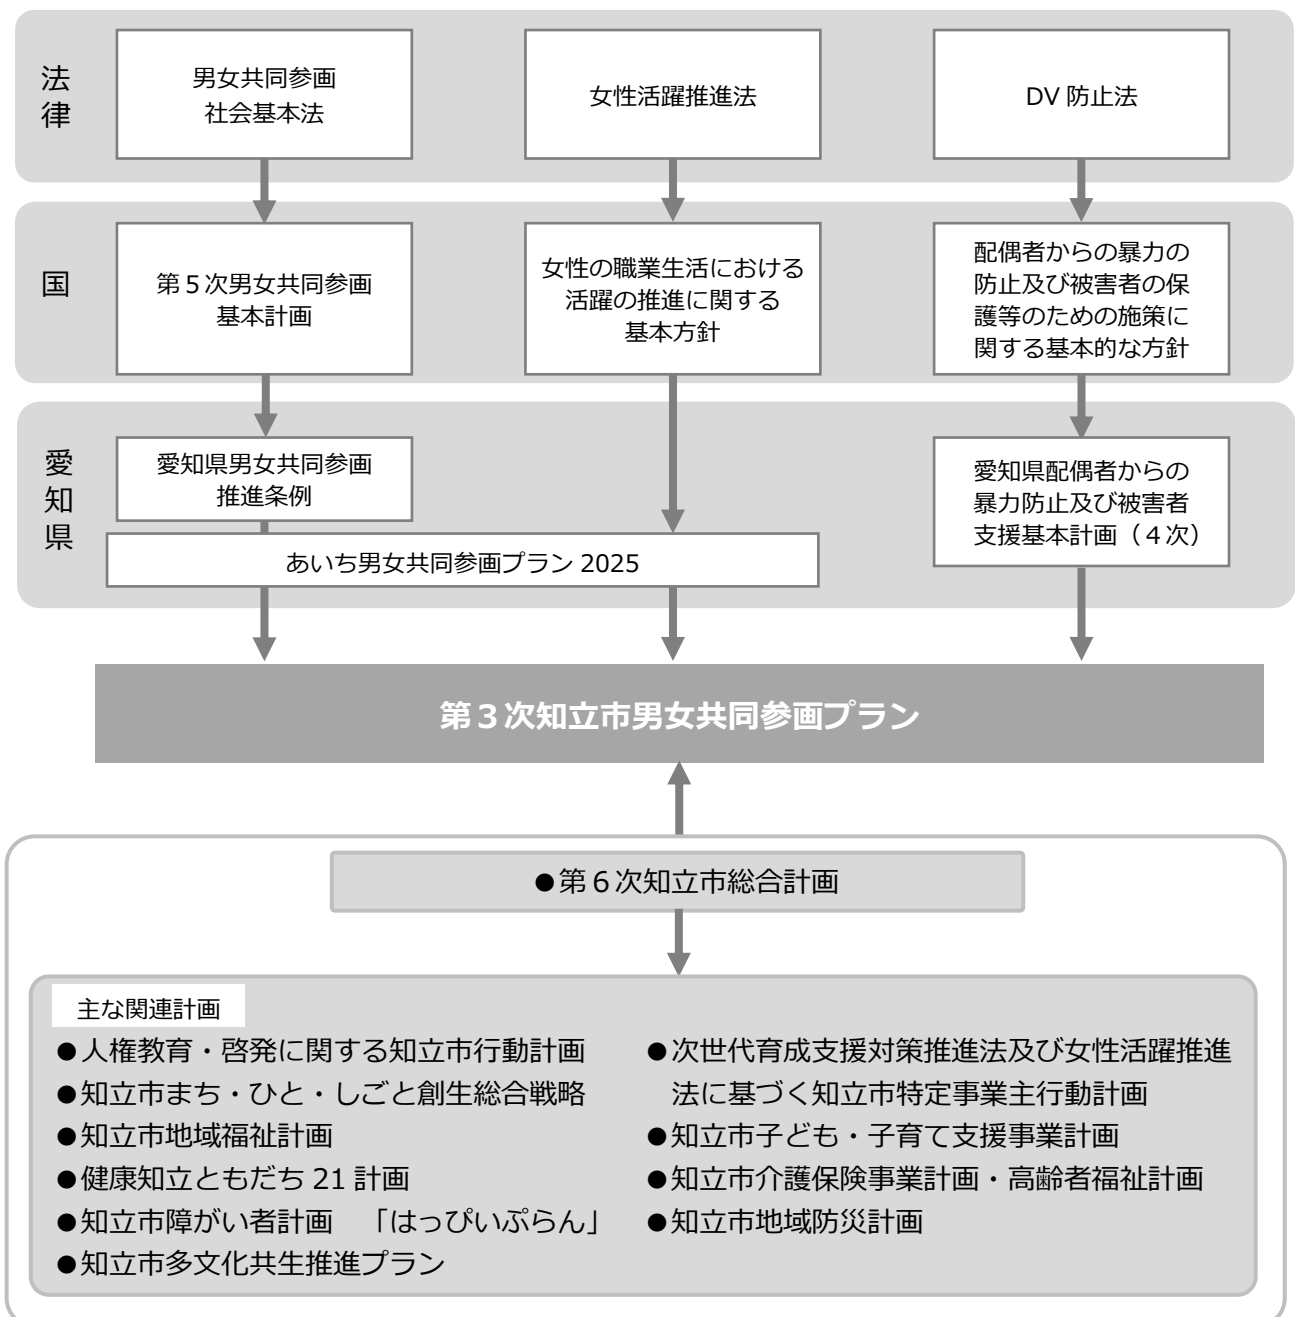 法律
男女共同参画
社会基本法
女性活躍推進法
DV 防止法
国
第５次男女共同参画
基本計画
女性の職業生活における
活躍の推進に関する
基本方針
配偶者からの暴力の
防止及び被害者の保
護等のための施策に
関する基本的な方針
愛知県
愛知県男女共同参画
推進条例
あいち男女共同参画プラン 2025
愛知県配偶者からの
暴力防止及び被害者
支援基本計画（４次）
第３次知立市男女共同参画プラン
●第６次知立市総合計画
主な関連計画
●人権教育・啓発に関する知立市行動計画
●知立市まち・ひと・しごと創生総合戦略
●知立市地域福祉計画
●健康知立ともだち 21 計画
●知立市障がい者計画　「はっぴいぷらん」
●知立市多文化共生推進プラン
●次世代育成支援対策推進法及び女性活躍推進
法に基づく知立市特定事業主行動計画
●知立市子ども・子育て支援事業計画
●知立市介護保険事業計画・高齢者福祉計画
●知立市地域防災計画